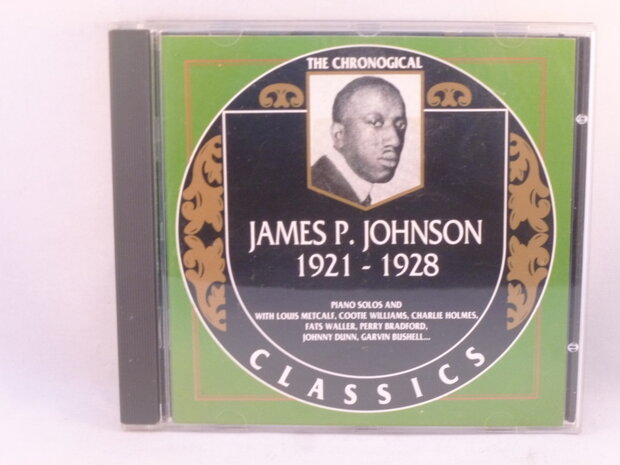 THE CHRONOGICAL
JAMES P. JOHNSON
1921 - 1928
PIANO SOLOS AND
WITH LOUIS METCALF, COOTIE WILLIAMS, CHARLIE HOLMES,
FATS WALLER, PERRY BRADFORD,
JOHNNY DUNN, GARVIN BUSHELL...
CLASSICS